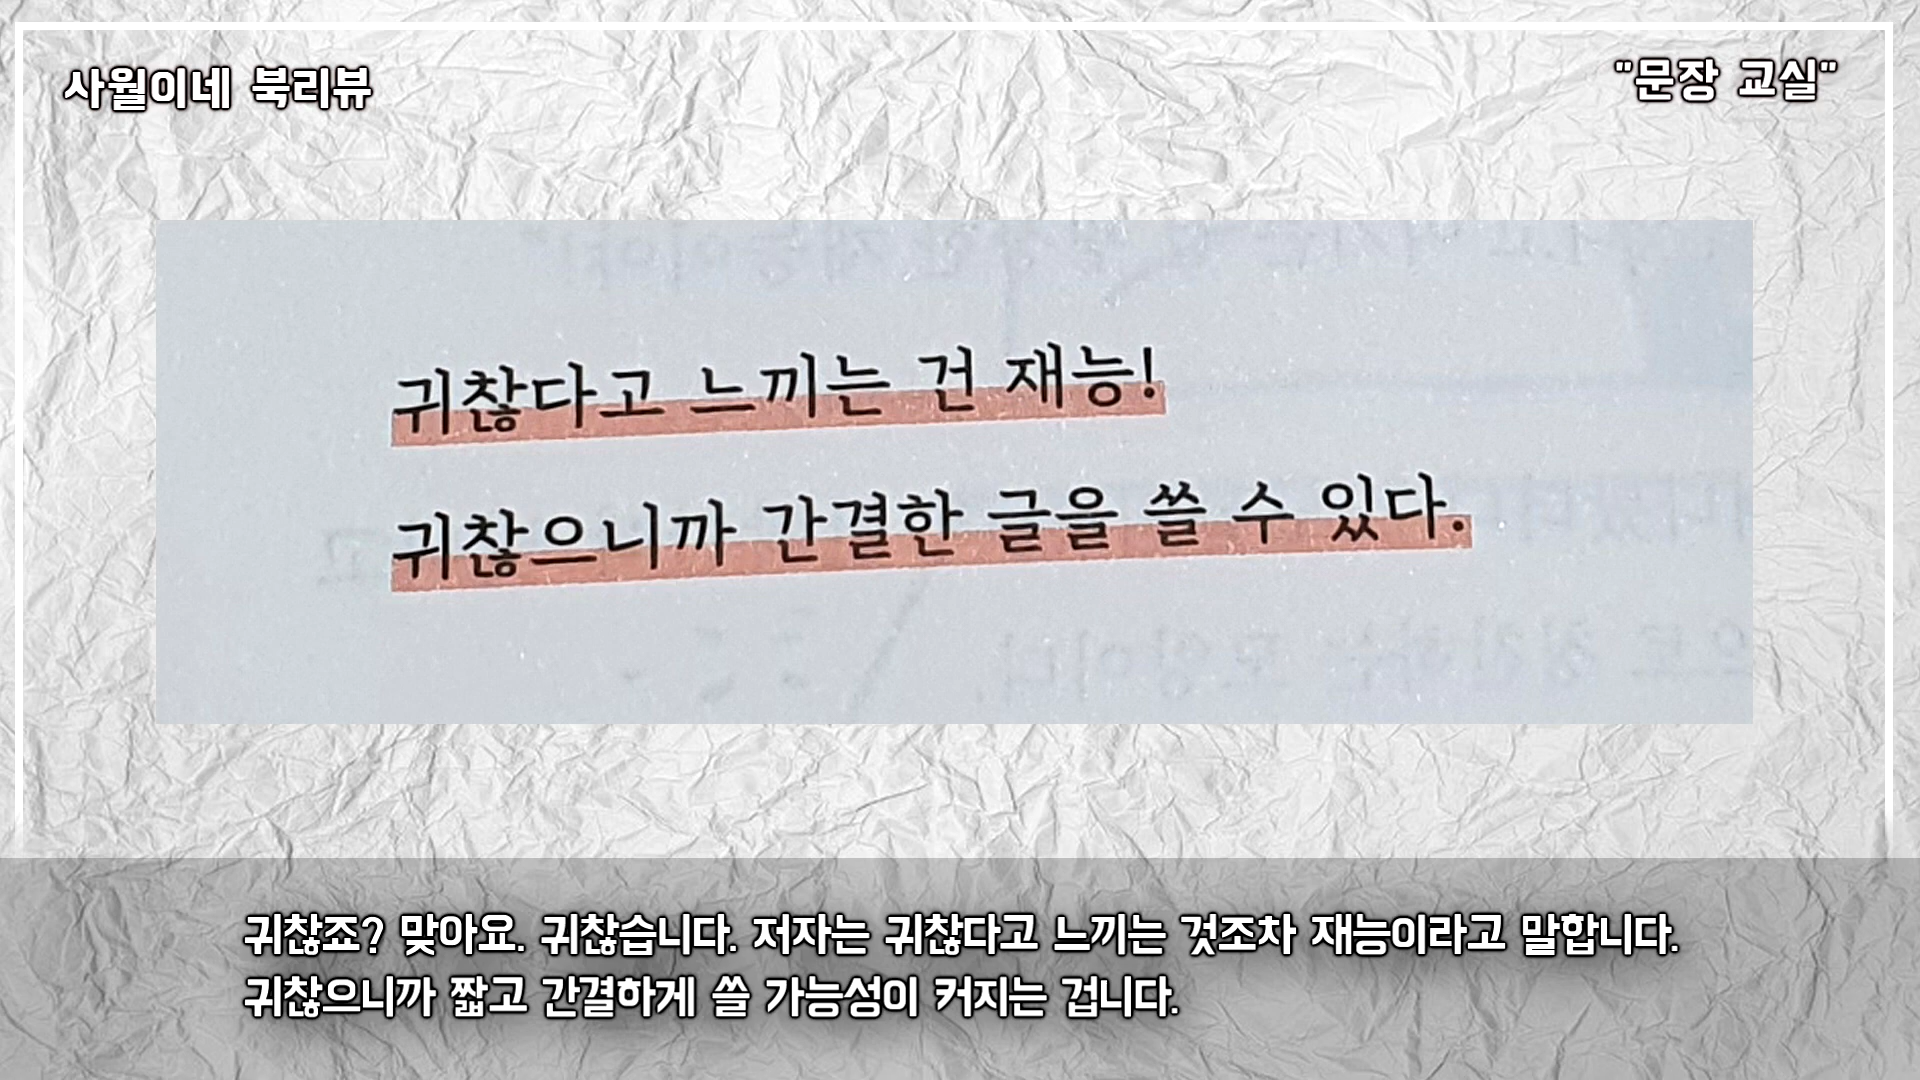 사월이네 북리뷰
"문장 교실"
귀찮다고 느끼는 건 재능!
귀찮으니까 간결한 글을 쓸 수 있다.
귀찮죠? 맞아요. 귀찮습니다. 저자는 귀찮다고 느끼는 것조차 재능이라고 말합니다.
귀찮으니까 짧고 간결하게 쓸 가능성이 커지는 겁니다.